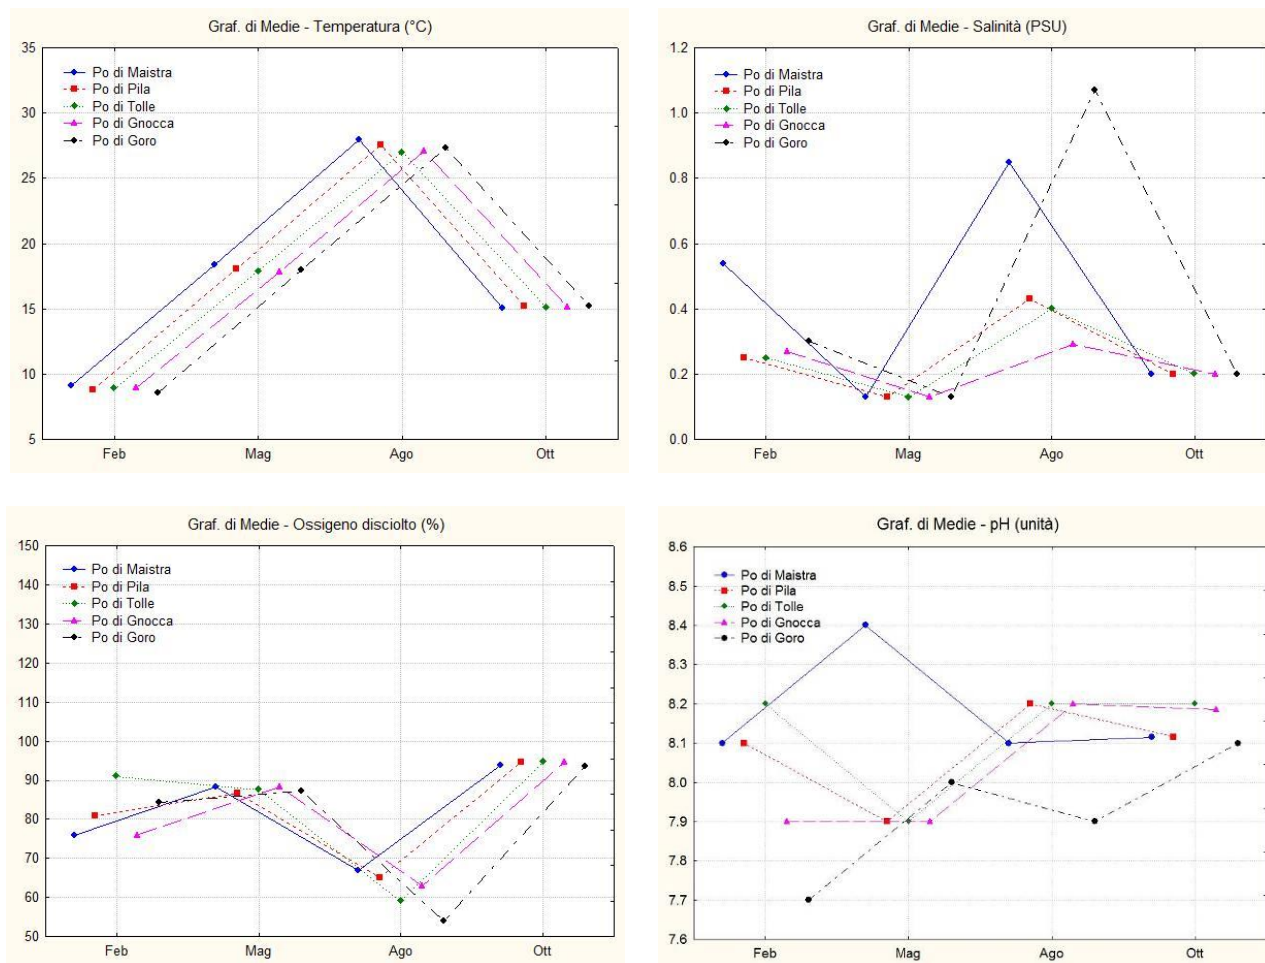 Graf. di Medie - Temperatura (°C)
35
30
25
20
15
10
5
Po di Maistra
Po di Pila
Po di Tolle
Po di Gnocca
Po di Goro
Feb Mag Ago Ott
Graf. di Medie - Salinità (PSU)
1.2
1.0
0.8
0.6
0.4
0.2
0.0
Po di Maistra
Po di Pila
Po di Tolle
Po di Gnocca
Po di Goro
Feb Mag Ago Ott
Graf. di Medie - Ossigeno disciolto (%)
150
140
130
120
110
100
90
80
70
60
50
Po di Maistra
Po di Pila
Po di Tolle
Po di Gnocca
Po di Goro
Feb Mag Ago Ott
Graf. di Medie - pH (unità)
8.6
8.5
8.4
8.3
8.2
8.1
8.0
7.9
7.8
7.7
7.6
Po di Maistra
Po di Pila
Po di Tolle
Po di Gnocca
Po di Goro
Feb Mag Ago Ott